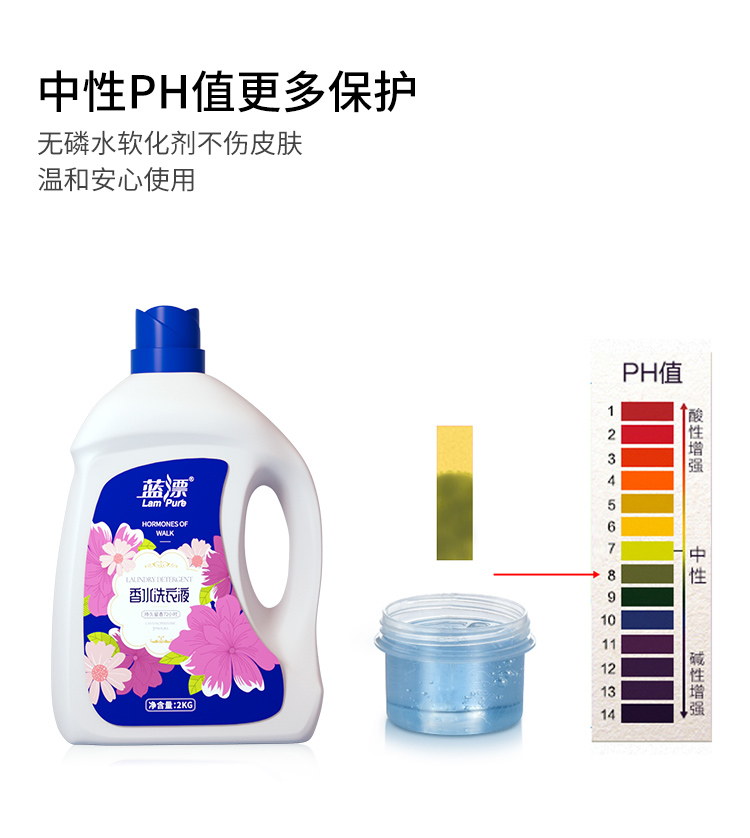 中性PH值更多保护
无磷水软化剂不伤皮肤
温和安心使用
蓝漂®
Lam Pure
HORMONES OF
WALK
LAUNDRY DETERGENT
香水洗衣液
净含量:2KG
PH值
1
2
3
4
5
6
7
8
9
10
11
12
13
14
酸性增强
中性
碱性增强